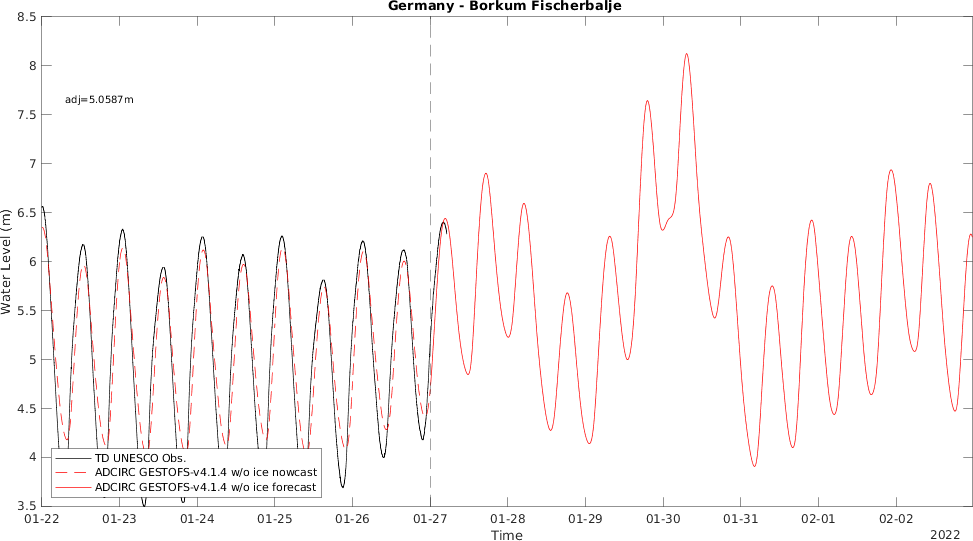 Germany - Borkum Fischerbalje
8.5
8
7.5
7
6.5
6
5.5
5
4.5
4
3.5
Water Level (m)
adj=5.0587m
TD UNESCO Obs.
ADCIRC GESTOFS-v4.1.4 w/o ice nowcast
ADCIRC GESTOFS-v4.1.4 w/o ice forecast
01-22 01-23 01-24 01-25 01-26 01-27 01-28 01-29 01-30 01-31 02-01 02-02
Time
2022